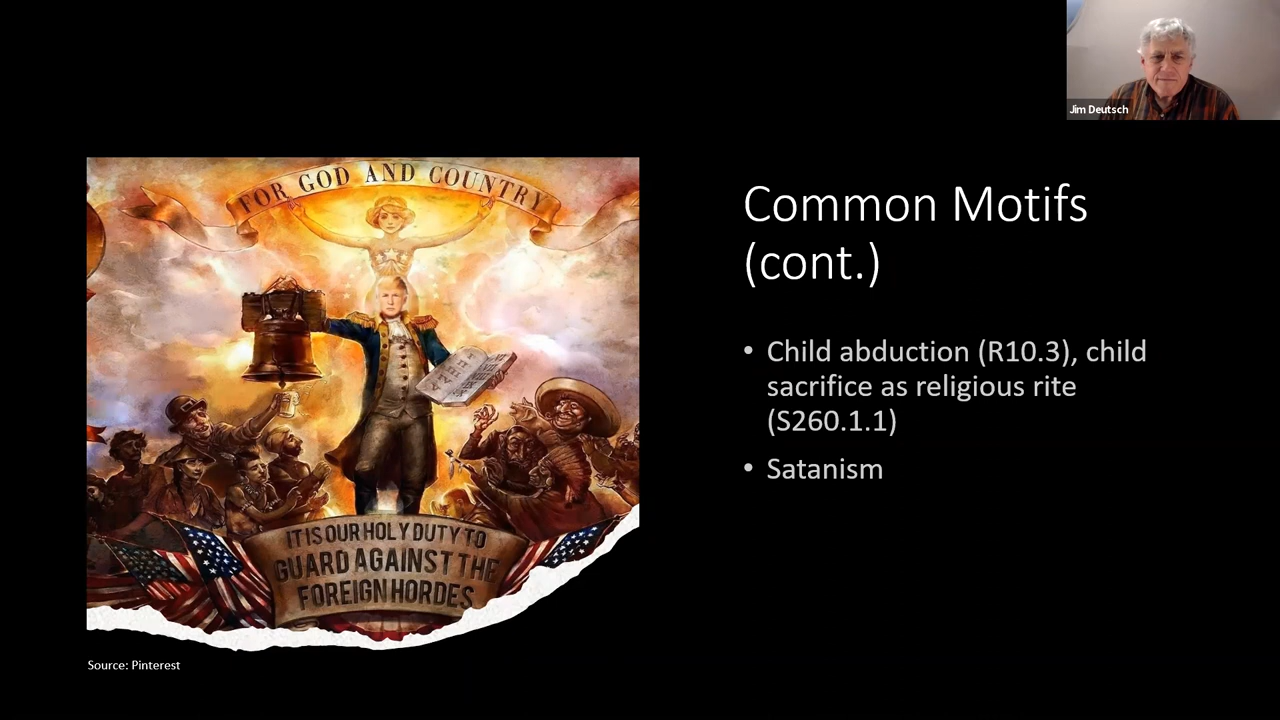 Jim Deutsch
FOR GOD AND COUNTRY
IT IS OUR HOLY DUTY TO
GUARD AGAINST THE
FOREIGN HORDES
Source: Pinterest
Common Motifs
(cont.)
• Child abduction (R10.3), child
sacrifice as religious rite
(S260.1.1)
• Satanism